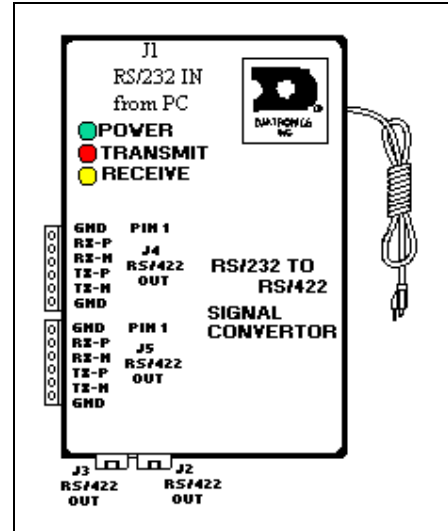 J1
RS/232 IN
from PC
POWER
TRANSMIT
RECEIVE
DAKTRONICS
INC
GND PIN 1
RX-P
RX-N
TX-P
TX-N
GND
J4
RS/422
OUT
GND PIN 1
RX-P
RX-N
TX-P
TX-N
GND
J5
RS/422
OUT
RS/232 TO
RS/422
SIGNAL
CONVERTOR
J3
RS/422
OUT
J2
RS/422
OUT